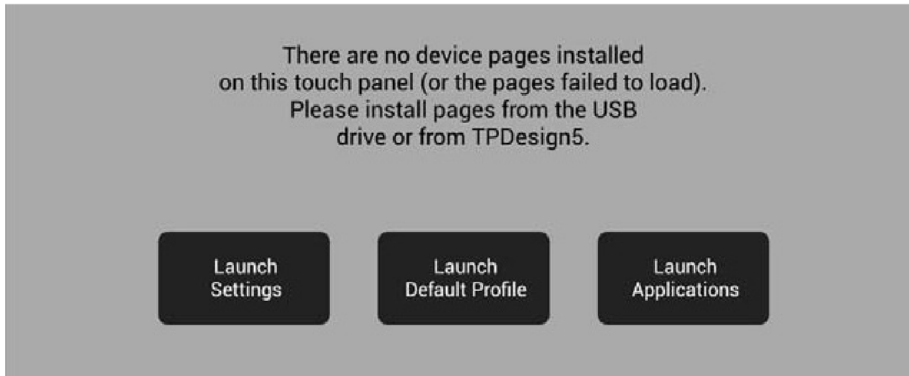 There are no device pages installed
on this touch panel (or the pages failed to load).
Please install pages from the USB
drive or from TPDesign5.
Launch
Settings
Launch
Default Profile
Launch
Applications